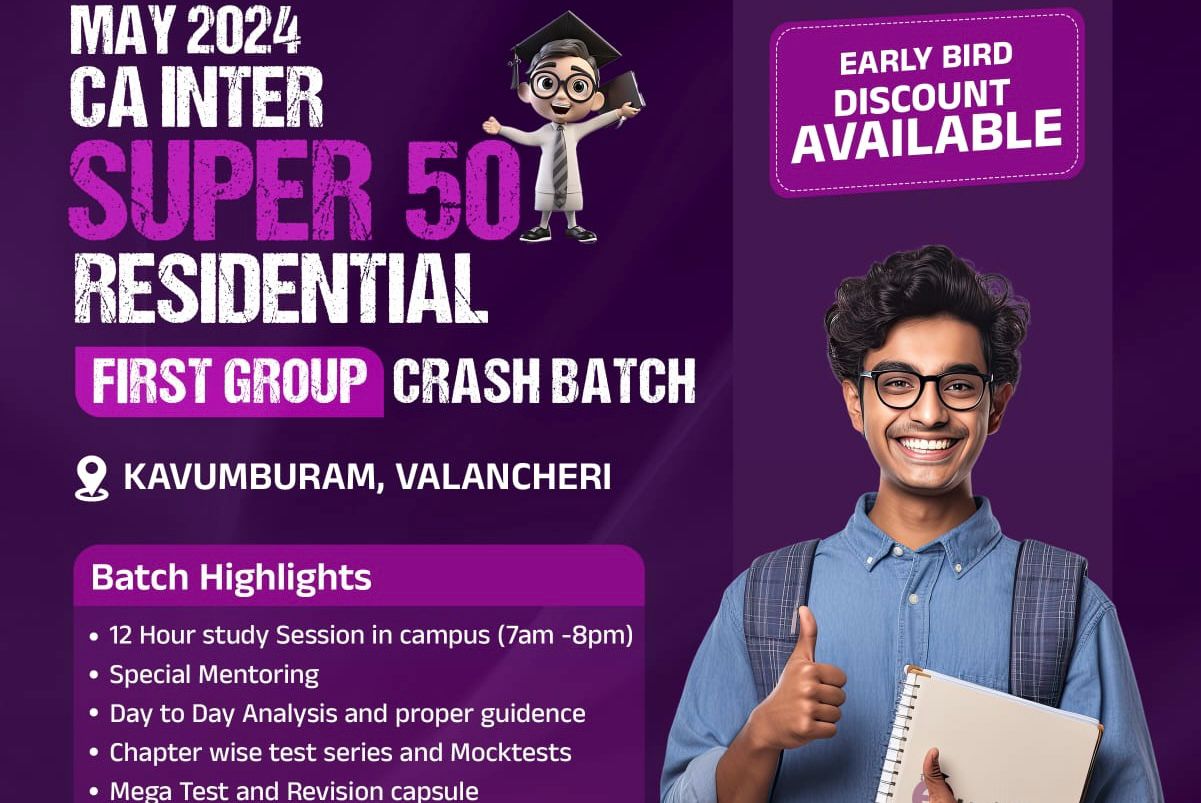 MAY 2024
CA INTER
SUPER 50
RESIDENTIAL
FIRST GROUP CRASH BATCH
KAVUMBURAM, VALANCHERI
Batch Highlights
• 12 Hour study Session in campus (7am -8pm)
• Special Mentoring
• Day to Day Analysis and proper guidence
• Chapter wise test series and Mocktests
• Mega Test and Revision capsule
EARLY BIRD
DISCOUNT
AVAILABLE